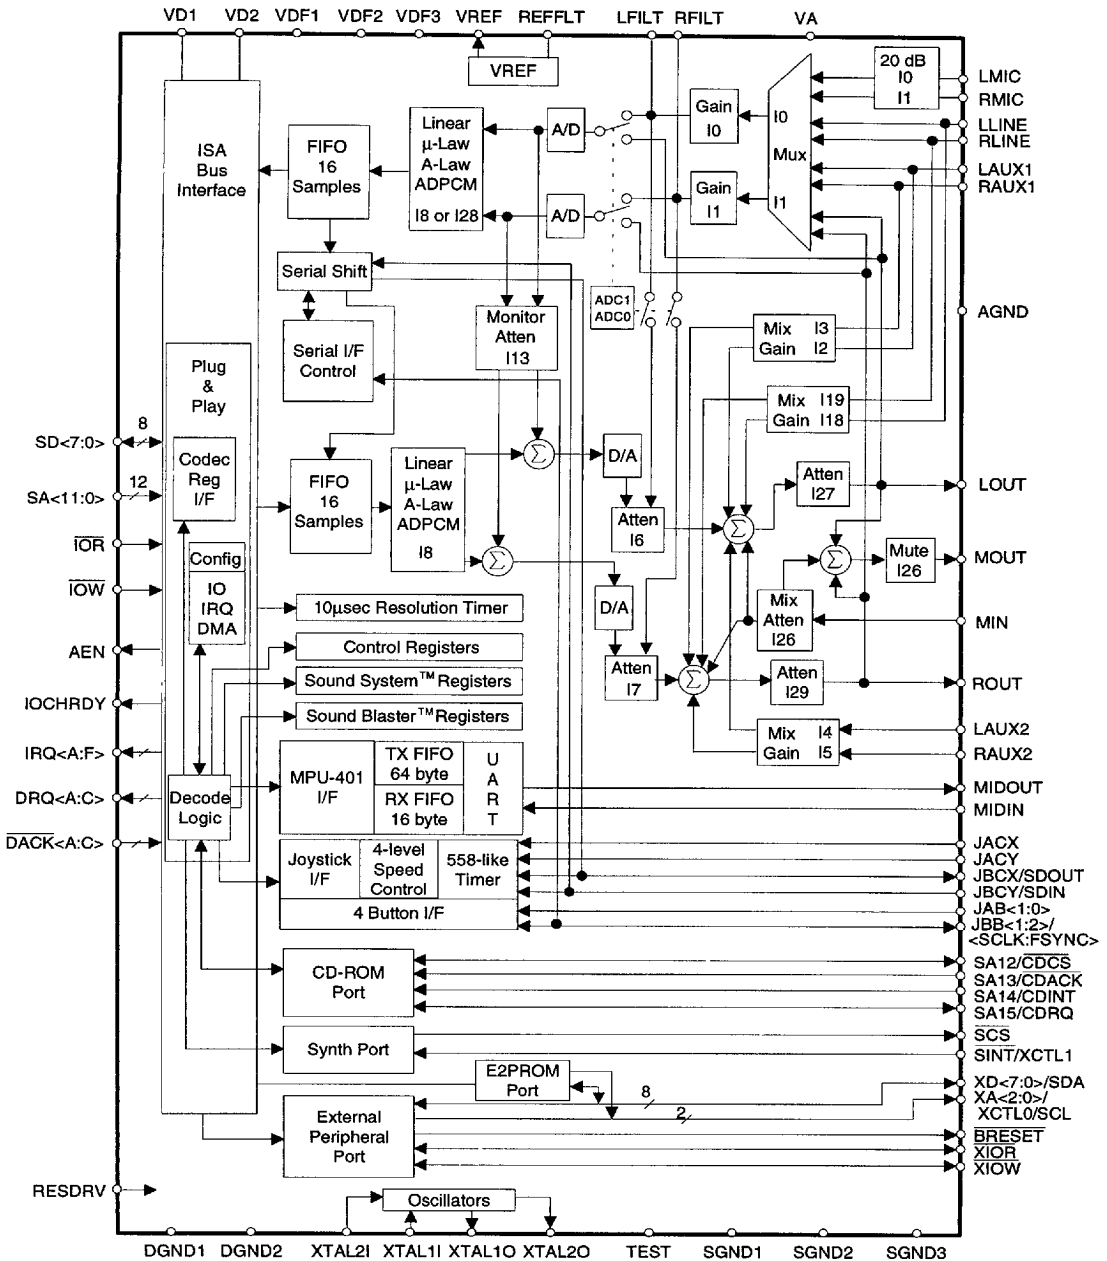 VD1 VD2 VDF1 VDF2 VDF3 VREF REFFLT LFILT RFILT VA
VREF
20 dB
I0
I1
LMIC
RMIC
LLINE
RLINE
LAUX1
RAUX1
AGND
ISA
Bus
Interface
FIFO
16
Samples
Linear
µ-Law
A-Law
ADPCM
I8 or I28
A/D
A/D
Gain
I0
Gain
I1
I0
Mux
I1
Serial Shift
Serial I/F
Control
Monitor
Atten
I13
ADC1
ADC0
Mix I3
Gain I2
Mix I19
Gain I18
Plug
&
Play
SD<7:0>
8
SA<11:0>
12
IOR
IOW
AEN
IOCHRDY
IRQ<A:F>
DRQ<A:C>
DACK<A:C>
RESDRV
Codec
Reg
I/F
Config
IO
IRQ
DMA
Decode
Logic
FIFO
16
Samples
Linear
µ-Law
A-Law
ADPCM
I8
Σ
Σ
D/A
D/A
Atten
I6
Atten
I7
Σ
Σ
Σ
Atten
I27
Mute
I26
Mix
Atten
I26
Atten
I29
Mix I4
Gain I5
LOUT
MOUT
MIN
ROUT
LAUX2
RAUX2
10µsec Resolution Timer
Control Registers
Sound System™ Registers
Sound Blaster™ Registers
MPU-401
I/F
TX FIFO
64 byte
RX FIFO
16 byte
U
A
R
T
MIDOUT
MIDIN
Joystick
I/F
4-level
Speed
Control
558-like
Timer
4 Button I/F
JACX
JACY
JBCX/SDOUT
JBCY/SDIN
JAB<1:0>
JBB<1:2>/
<SCLK:FSYNC>
CD-ROM
Port
SA12/CDCS
SA13/CDACK
SA14/CDINT
SA15/CDRQ
Synth Port
SCS
SINT/XCTL1
E2PROM
Port
External
Peripheral
Port
8
2
XD<7:0>/SDA
XA<2:0>/
XCTL0/SCL
BRESET
XIOR
XIOW
Oscillators
DGND1 DGND2 XTAL2I XTAL1I XTAL1O XTAL2O TEST SGND1 SGND2 SGND3